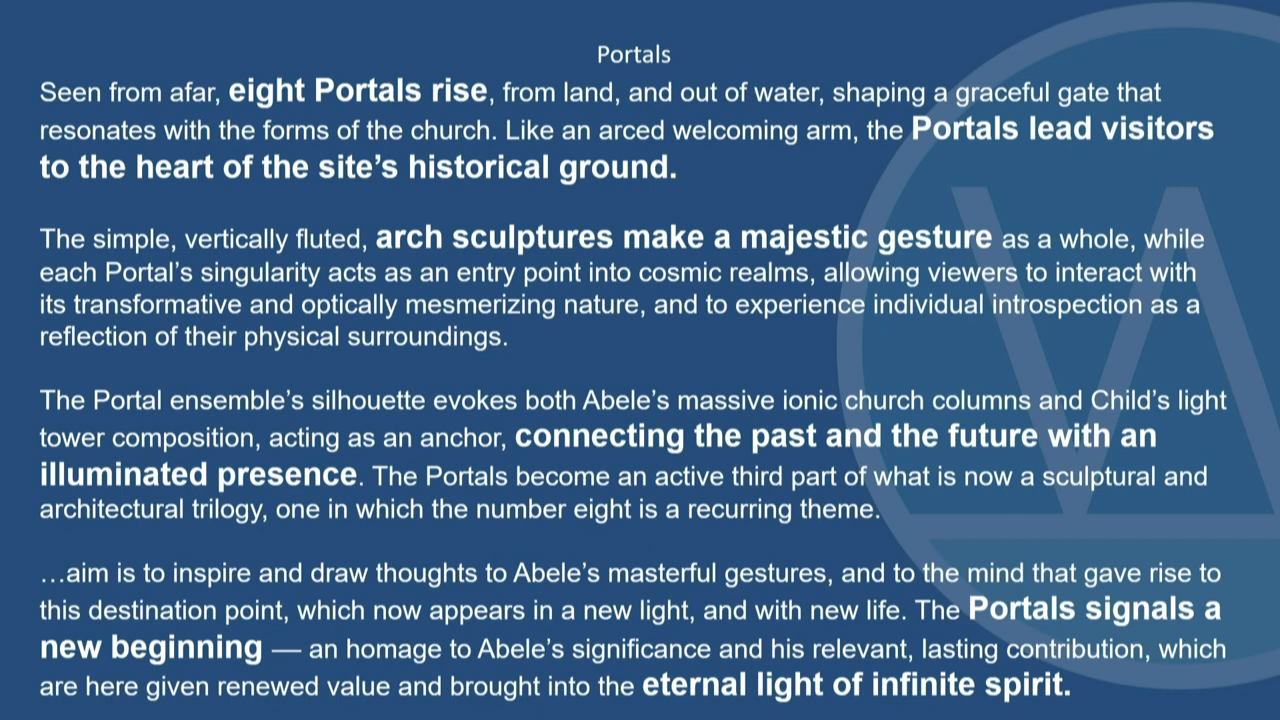 Portals
Seen from afar, eight Portals rise, from land, and out of water, shaping a graceful gate that
resonates with the forms of the church. Like an arced welcoming arm, the Portals lead visitors
to the heart of the site’s historical ground.
The simple, vertically fluted, arch sculptures make a majestic gesture as a whole, while
each Portal’s singularity acts as an entry point into cosmic realms, allowing viewers to interact with
its transformative and optically mesmerizing nature, and to experience individual introspection as a
reflection of their physical surroundings.
The Portal ensemble’s silhouette evokes both Abele’s massive ionic church columns and Child’s light
tower composition, acting as an anchor, connecting the past and the future with an
illuminated presence. The Portals become an active third part of what is now a sculptural and
architectural trilogy, one in which the number eight is a recurring theme.
…aim is to inspire and draw thoughts to Abele’s masterful gestures, and to the mind that gave rise to
this destination point, which now appears in a new light, and with new life. The Portals signals a
new beginning — an homage to Abele’s significance and his relevant, lasting contribution, which
are here given renewed value and brought into the eternal light of infinite spirit.